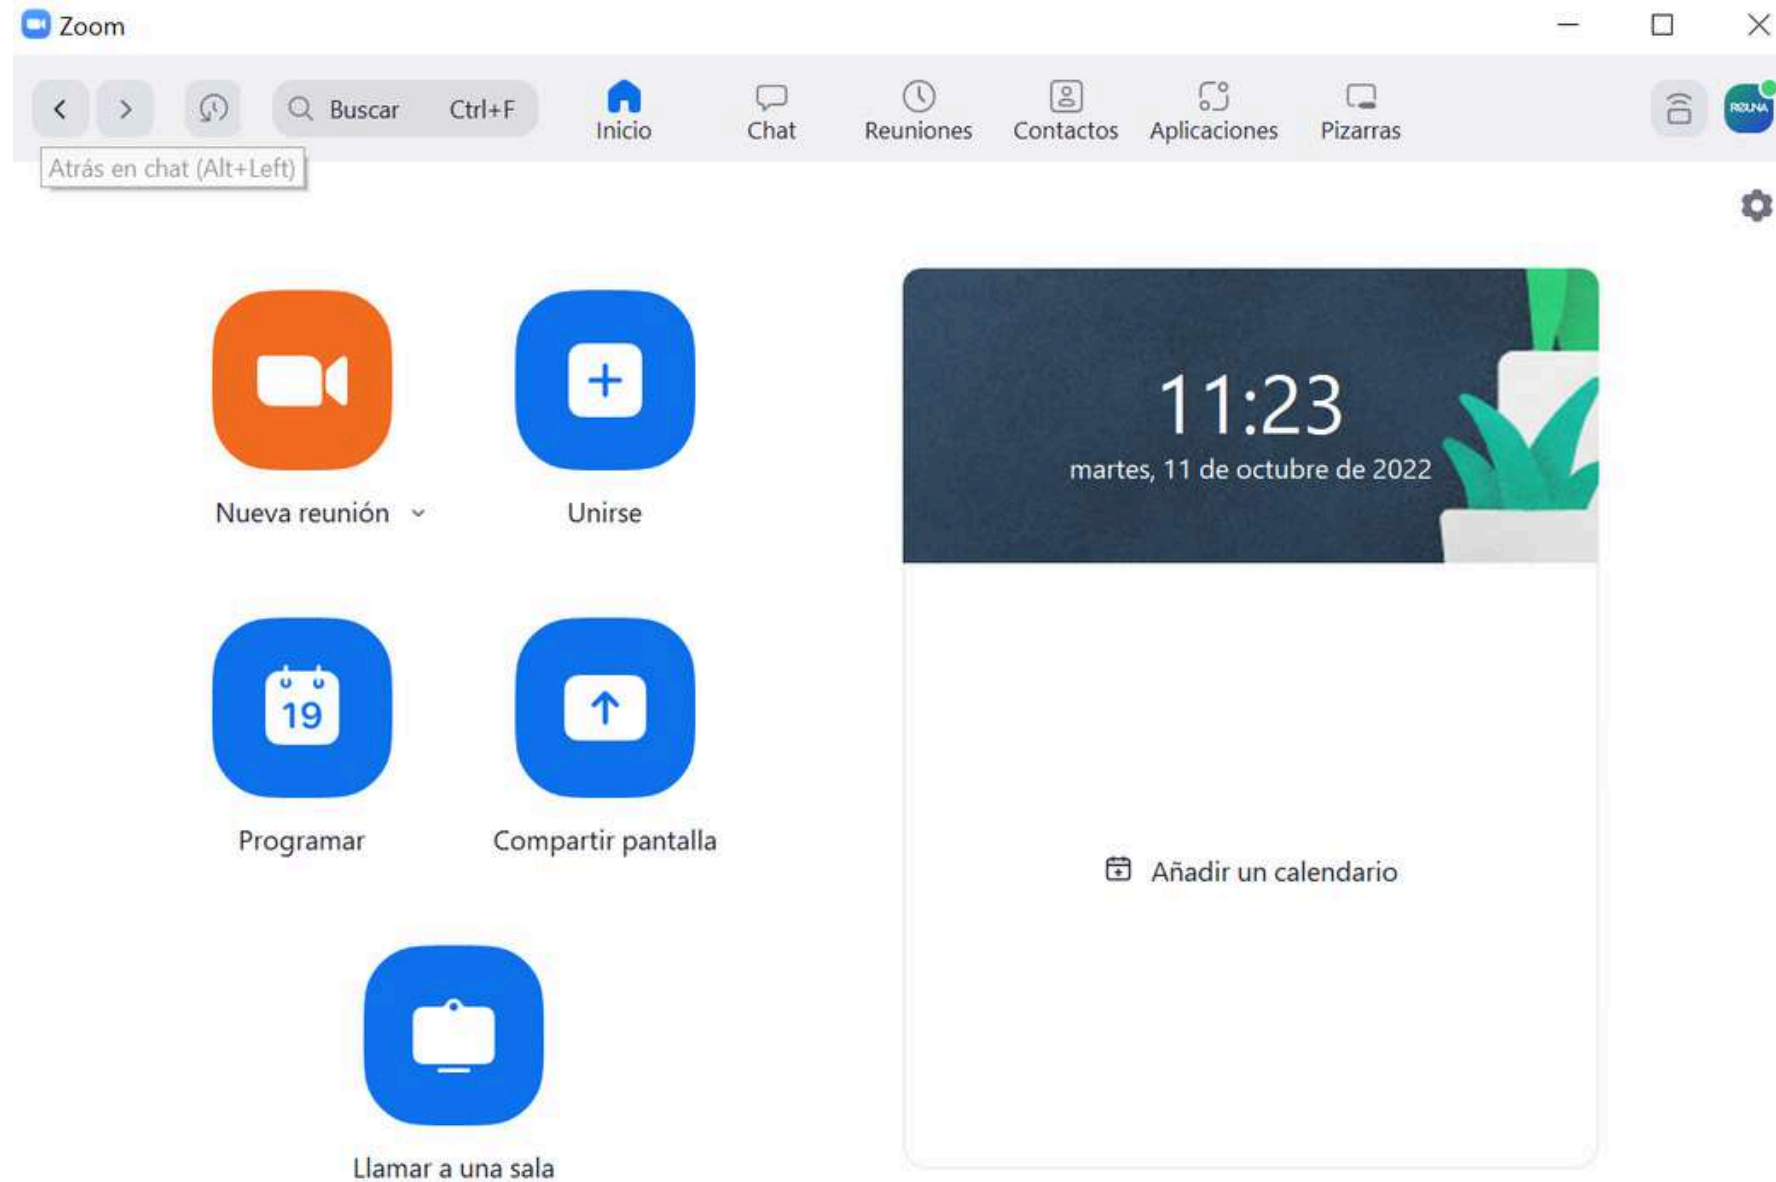 Zoom
Buscar Ctrl+F
Inicio
Chat
Reuniones
Contactos
Aplicaciones
Pizarras
REUNA
Atrás en chat (Alt+Left)
11:23
martes, 11 de octubre de 2022
Nueva reunión
Unirse
19
Programar
Compartir pantalla
Añadir un calendario
Llamar a una sala